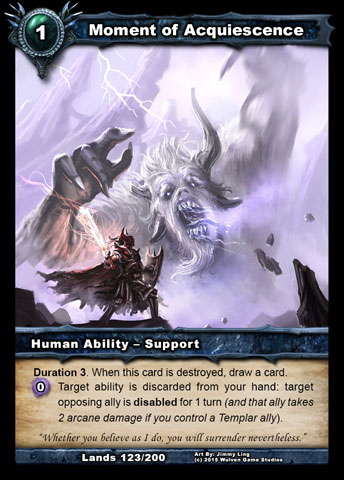 1
Moment of Acquiescence
Human Ability – Support
Duration 3. When this card is destroyed, draw a card.
0 Target ability is discarded from your hand: target
opposing ally is disabled for 1 turn (and that ally takes
2 arcane damage if you control a Templar ally).
"Whether you believe as I do, you will surrender nevertheless."
Lands 123/200
Art By: Jimmy Ling
(c) 2015 Wulven Game Studios